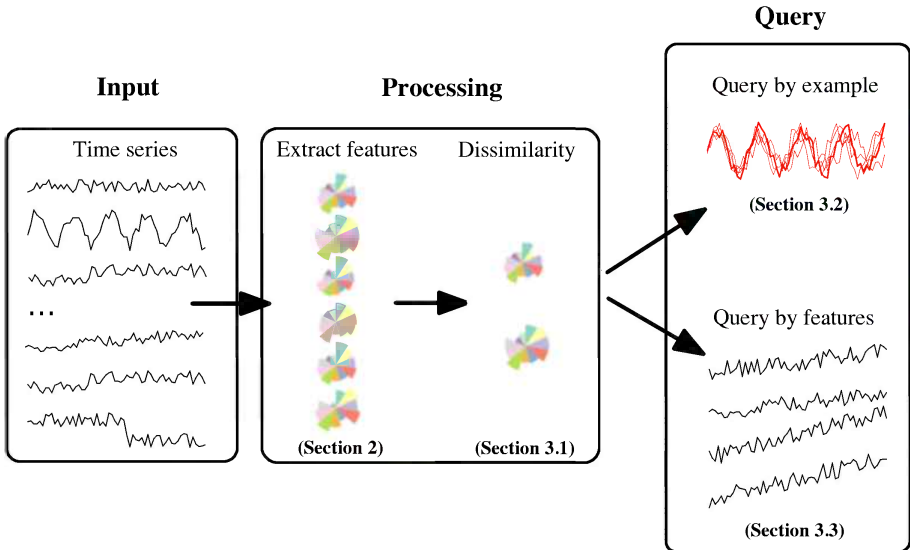 Query
Input
Processing
Query by example
Time series
Extract features
Dissimilarity
(Section 3.2)
...
Query by features
(Section 2)
(Section 3.1)
(Section 3.3)